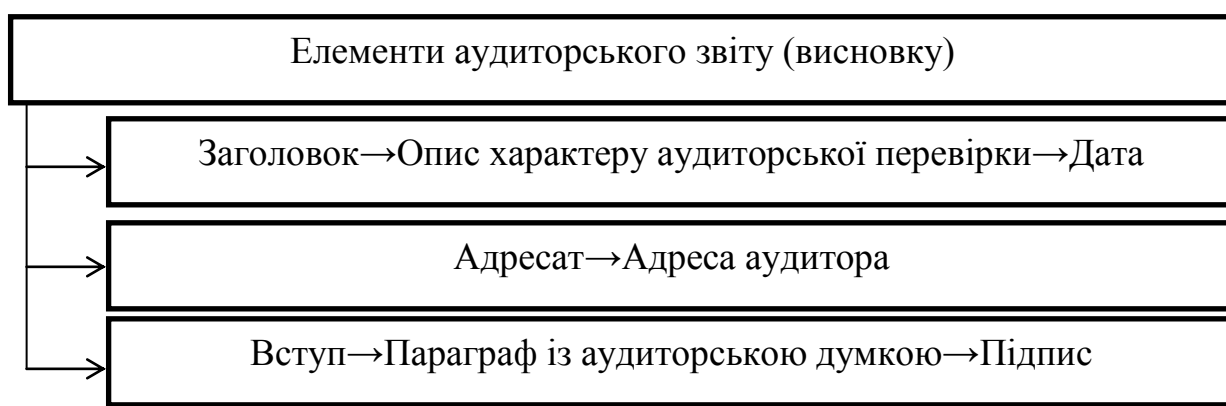 Елементи аудиторського звіту (висновку)
Заголовок→Опис характеру аудиторської перевірки→Дата
Адресат→Адреса аудитора
Вступ→Параграф із аудиторською думкою→Підпис